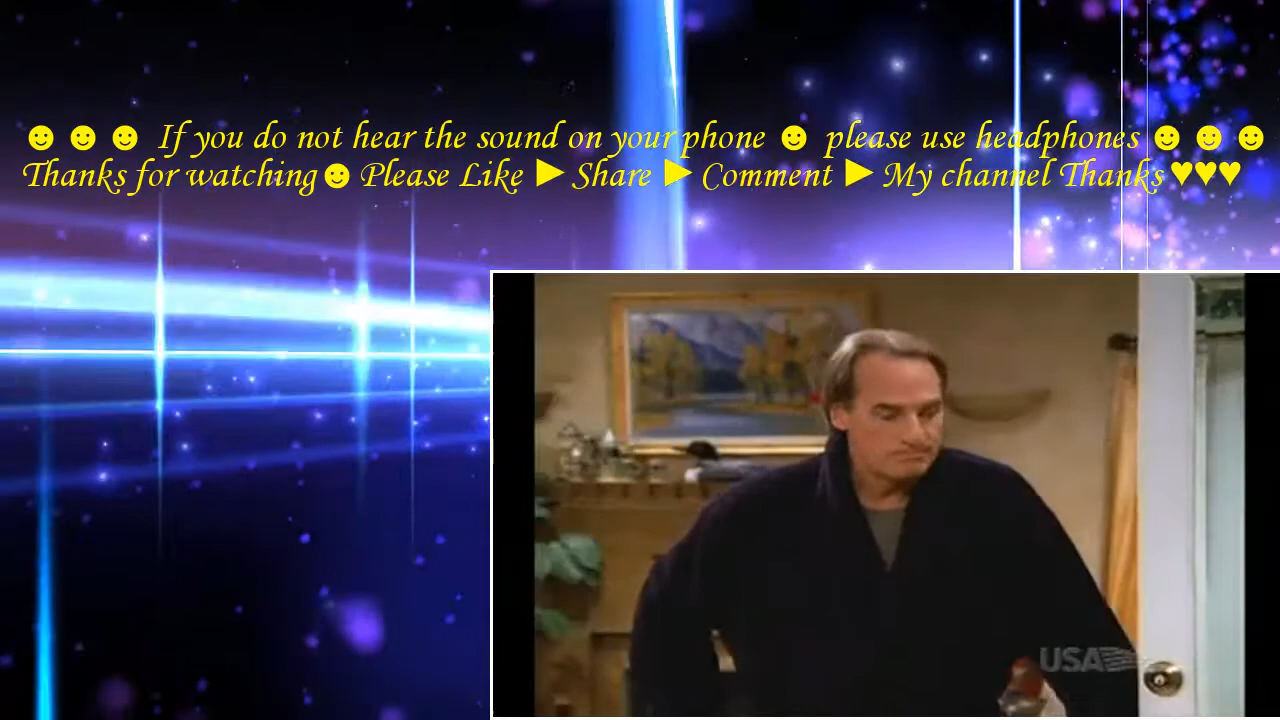 ☻☻☻ If you do not hear the sound on your phone ☻ please use headphones ☻☻☻
Thanks for watching☻Please Like ►Share ►Comment ►My channel Thanks♥♥♥
USA